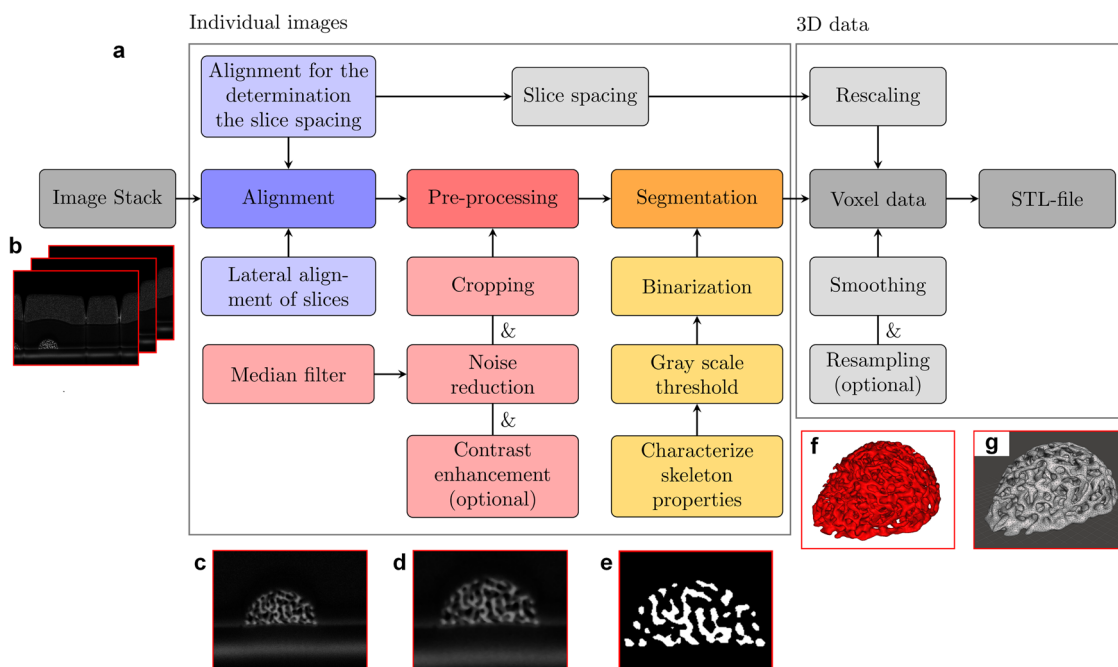 Individual images
3D data
a
Alignment for the
determination
the slice spacing
Slice spacing
Rescaling
Image Stack
Alignment
Pre-processing
Segmentation
Voxel data
STL-file
b
Lateral align-
ment of slices
Cropping
Binarization
Smoothing
&
&
Median filter
Noise
reduction
Gray scale
threshold
Resampling
(optional)
&
Contrast
enhancement
(optional)
Characterize
skeleton
properties
f
g
c
d
e